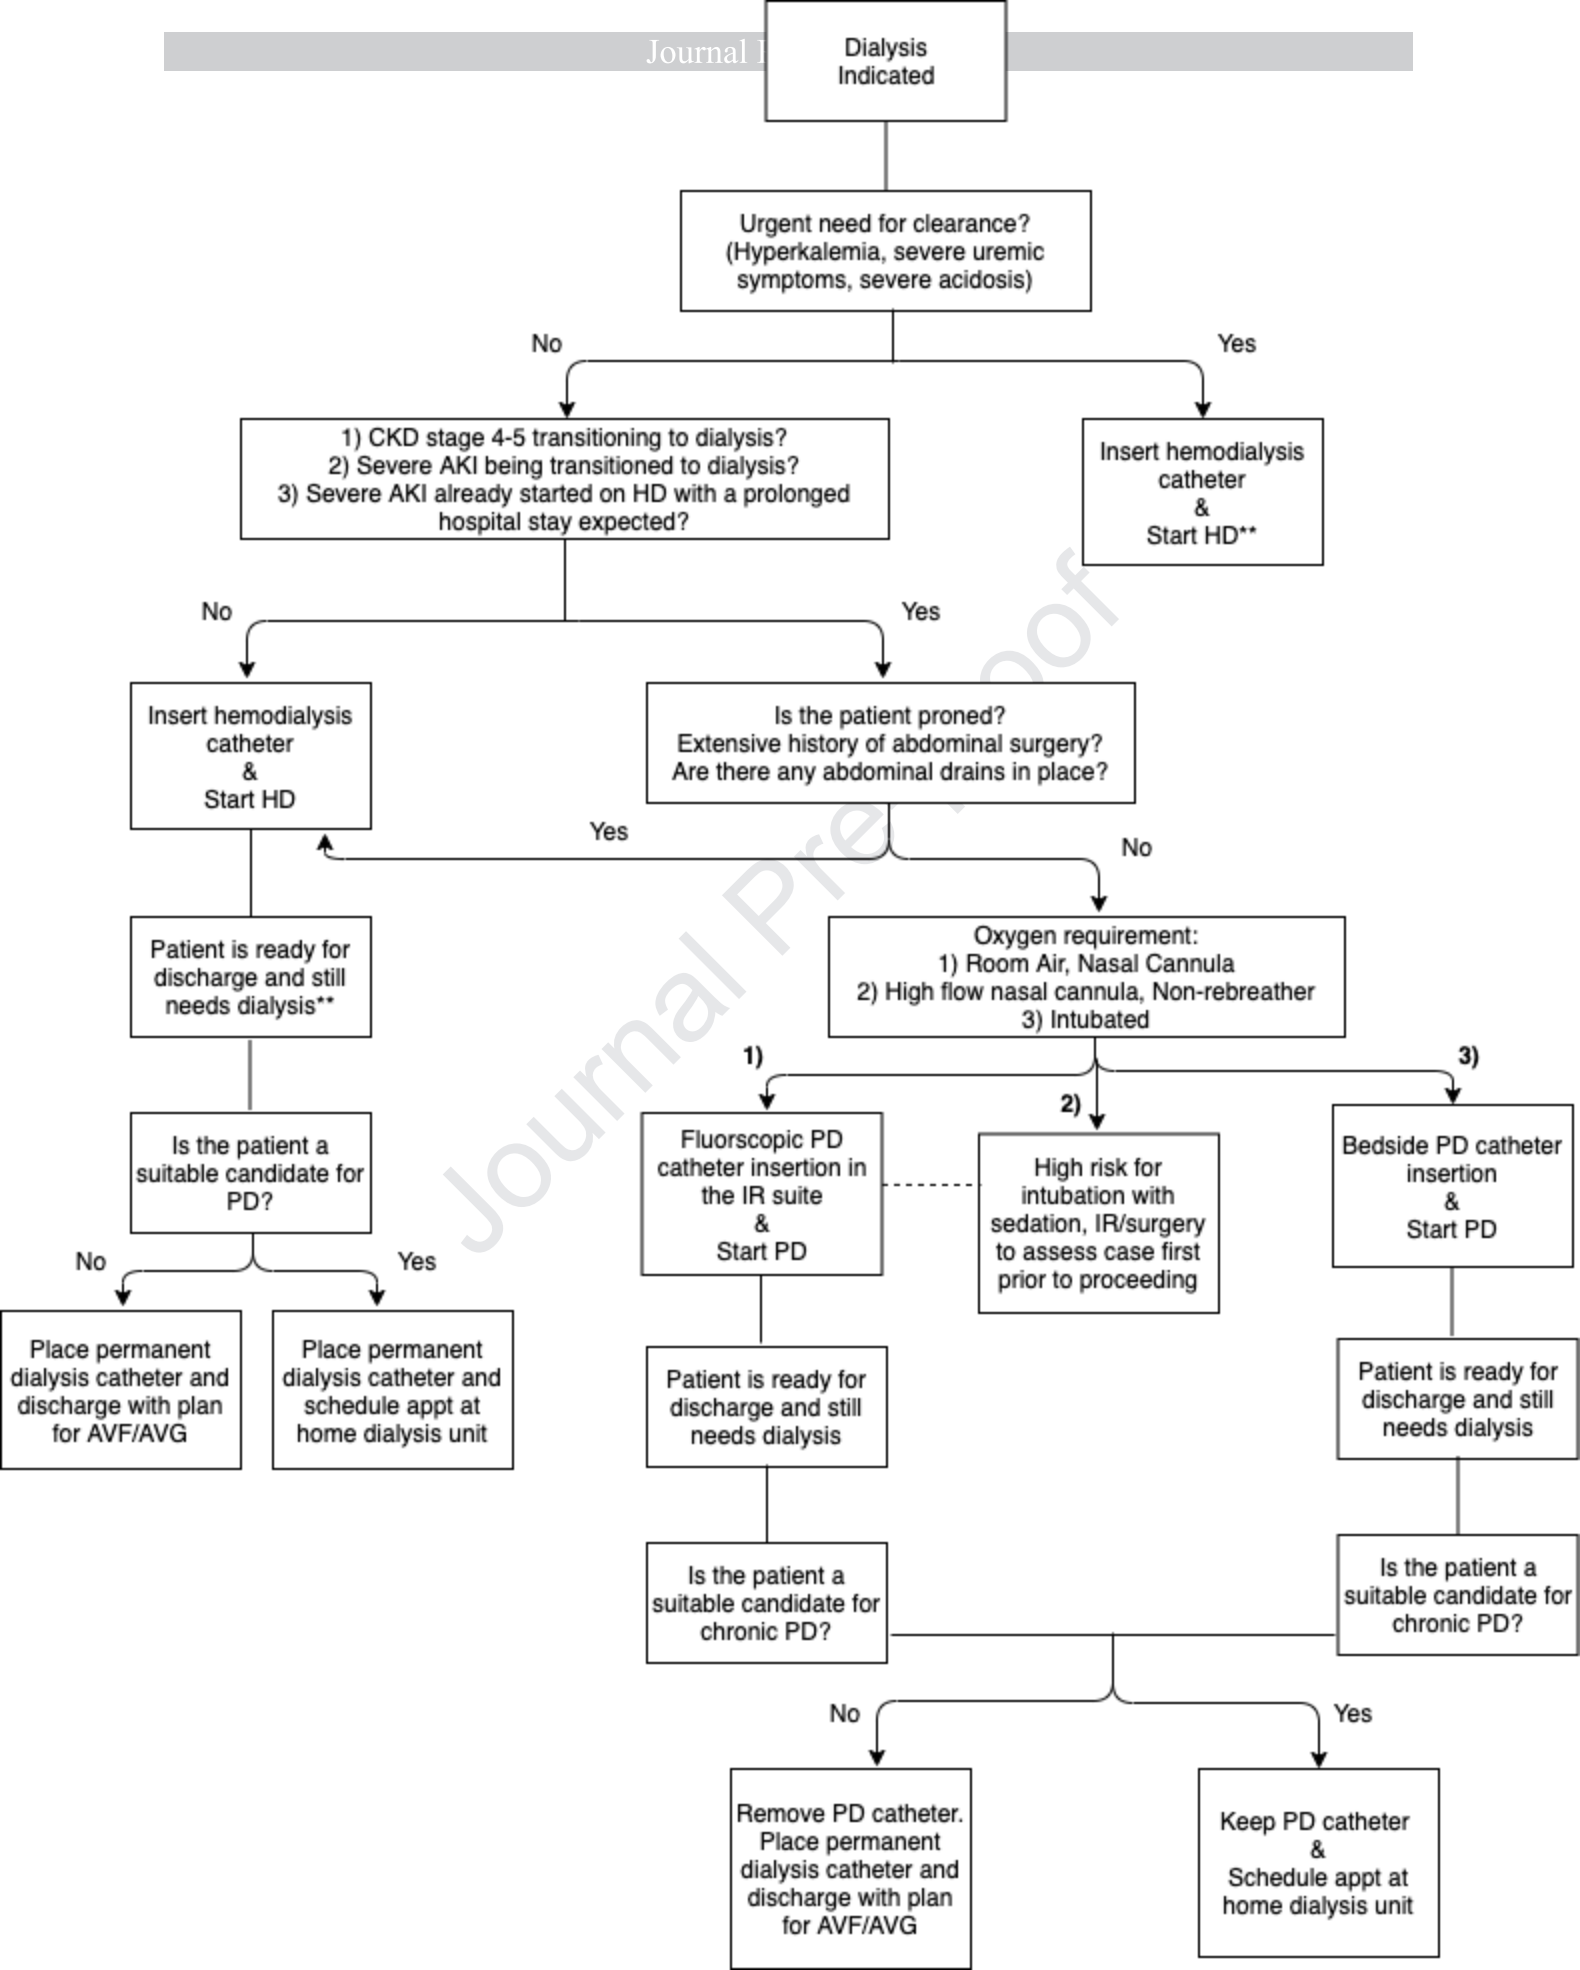 Journal P
Dialysis
Indicated
Urgent need for clearance?
(Hyperkalemia, severe uremic
symptoms, severe acidosis)
No
Yes
1) CKD stage 4-5 transitioning to dialysis?
2) Severe AKI being transitioned to dialysis?
3) Severe AKI already started on HD with a prolonged
hospital stay expected?
Insert hemodialysis
catheter
&
Start HD**
No
Yes
Insert hemodialysis
catheter
&
Start HD
Is the patient proned?
Extensive history of abdominal surgery?
Are there any abdominal drains in place?
Yes
No
Patient is ready for
discharge and still
needs dialysis**
Oxygen requirement:
1) Room Air, Nasal Cannula
2) High flow nasal cannula, Non-rebreather
3) Intubated
1)
2)
3)
Is the patient a
suitable candidate for
PD?
Fluorscopic PD
catheter insertion in
the IR suite
&
Start PD
High risk for
intubation with
sedation, IR/surgery
to assess case first
prior to proceeding
Bedside PD catheter
insertion
&
Start PD
No
Yes
Place permanent
dialysis catheter and
discharge with plan
for AVF/AVG
Place permanent
dialysis catheter and
schedule appt at
home dialysis unit
Patient is ready for
discharge and still
needs dialysis
Patient is ready for
discharge and still
needs dialysis
Is the patient a
suitable candidate for
chronic PD?
Is the patient a
suitable candidate for
chronic PD?
No
Yes
Remove PD catheter.
Place permanent
dialysis catheter and
discharge with plan
for AVF/AVG
Keep PD catheter
&
Schedule appt at
home dialysis unit
Journal Pre oof